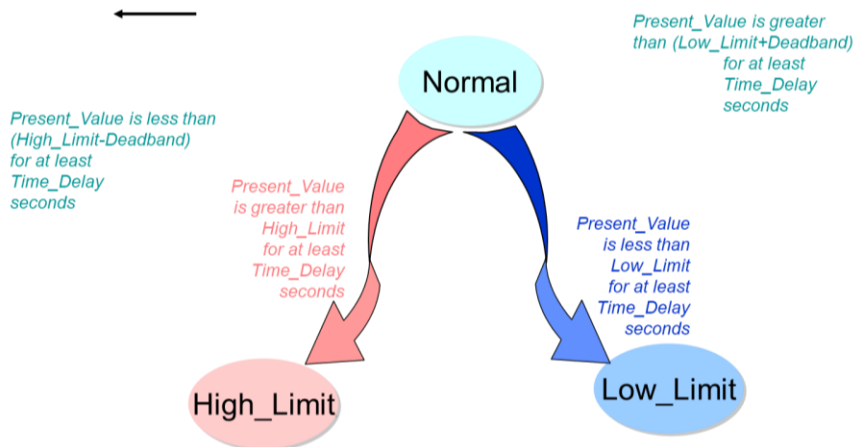 Present_Value is greater
than (Low_Limit+Deadband)
for at least
Time_Delay
seconds
Normal
Present_Value is less than
(High_Limit-Deadband)
for at least
Time_Delay
seconds
Present_Value
is greater than
High_Limit
for at least
Time_Delay
seconds
Present_Value
is less than
Low_Limit
for at least
Time_Delay
seconds
High_Limit
Low_Limit